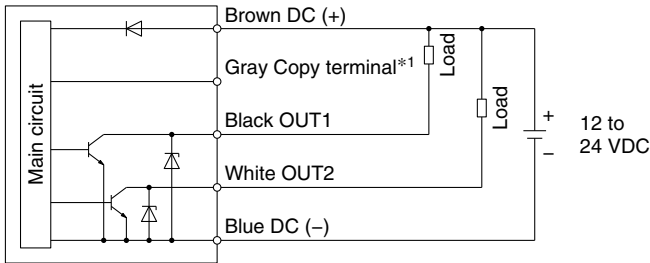 Brown DC (+)
Gray Copy terminal*1
Black OUT1
White OUT2
Blue DC (−)
Main circuit
Load
Load
+
−
12 to
24 VDC